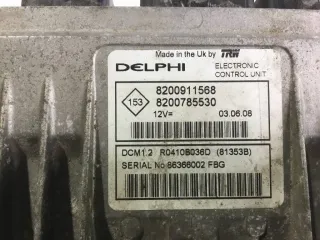 Made in the Uk by TRW
DELPHI ELECTRONIC CONTROL UNIT
153 8200911568
8200785530
12V= 03.06.08
DCM1.2 R0410B036D (81353B)
SERIAL No 86366002 FBG